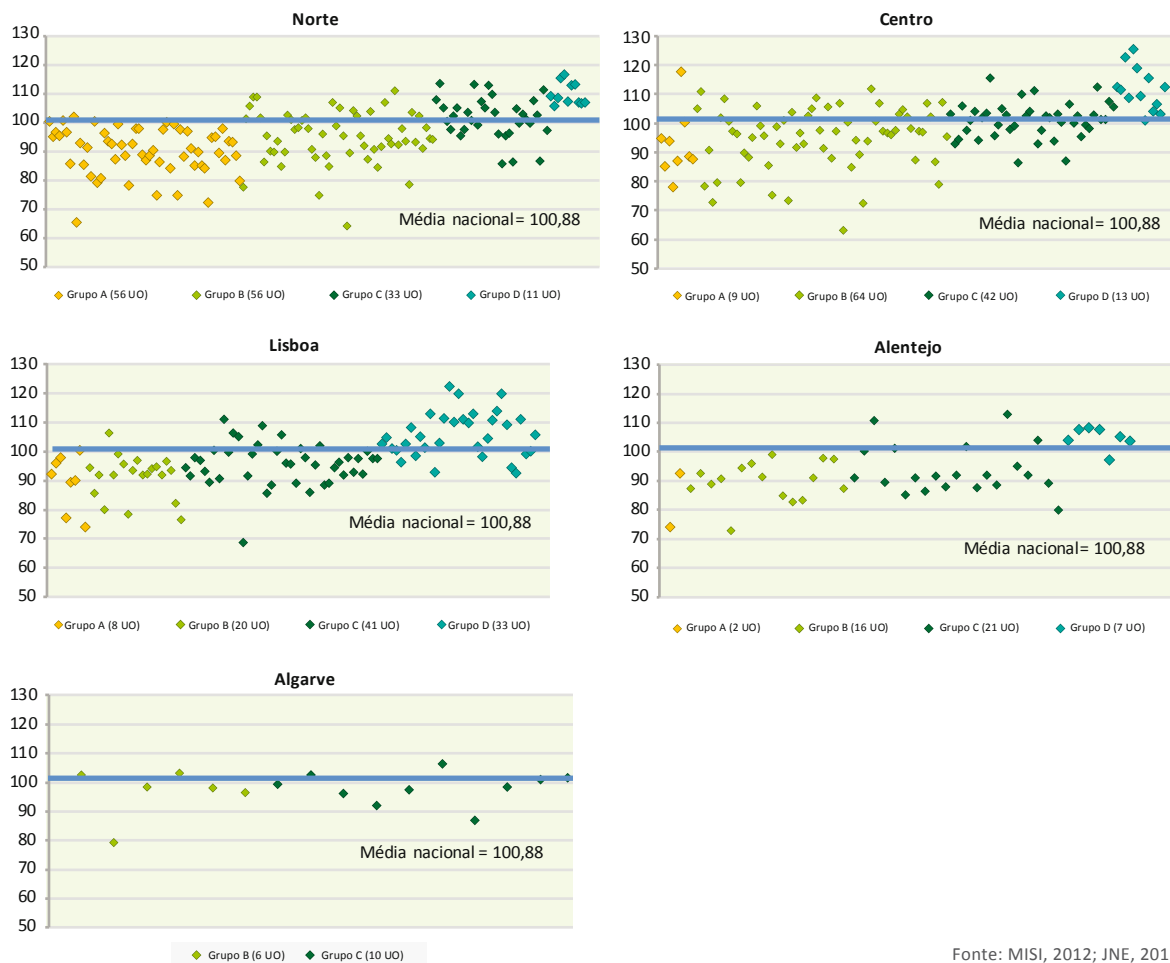 Norte
130
120
110
100
90
80
70
60
50
Média nacional= 100,88
Grupo A (56 UO) Grupo B (56 UO) Grupo C (33 UO) Grupo D (11 UO)
Centro
130
120
110
100
90
80
70
60
50
Média nacional= 100,88
Grupo A (9 UO) Grupo B (64 UO) Grupo C (42 UO) Grupo D (13 UO)
Lisboa
130
120
110
100
90
80
70
60
50
Média nacional= 100,88
Grupo A (8 UO) Grupo B (20 UO) Grupo C (41 UO) Grupo D (33 UO)
Alentejo
130
120
110
100
90
80
70
60
50
Média nacional= 100,88
Grupo A (2 UO) Grupo B (16 UO) Grupo C (21 UO) Grupo D (7 UO)
Algarve
130
120
110
100
90
80
70
60
50
Média nacional = 100,88
Grupo B (6 UO) Grupo C (10 UO)
Fonte: MISI, 2012; JNE, 201